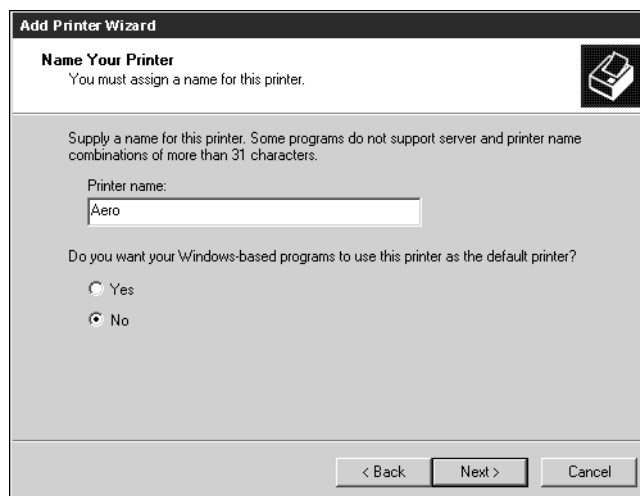 Add Printer Wizard
Name Your Printer
You must assign a name for this printer.
Supply a name for this printer. Some programs do not support server and printer name
combinations of more than 31 characters.
Printer name:
Aero
Do you want your Windows-based programs to use this printer as the default printer?
Yes
No
< Back Next > Cancel